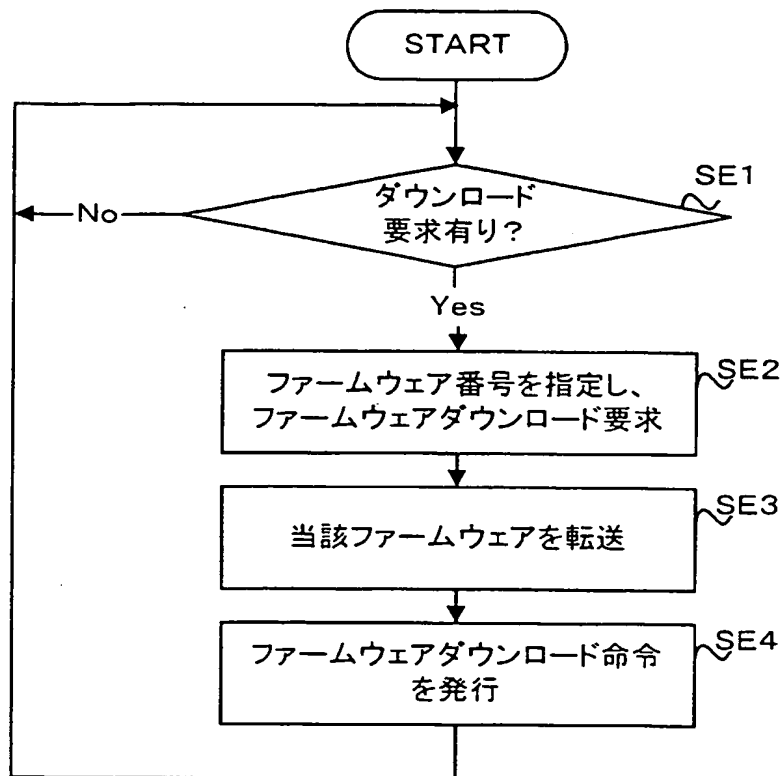 START
SE1
ダウンロード
要求有り?
No
Yes
SE2
ファームウェア番号を指定し、
ファームウェアダウンロード要求
SE3
当該ファームウェアを転送
SE4
ファームウェアダウンロード命令
を発行